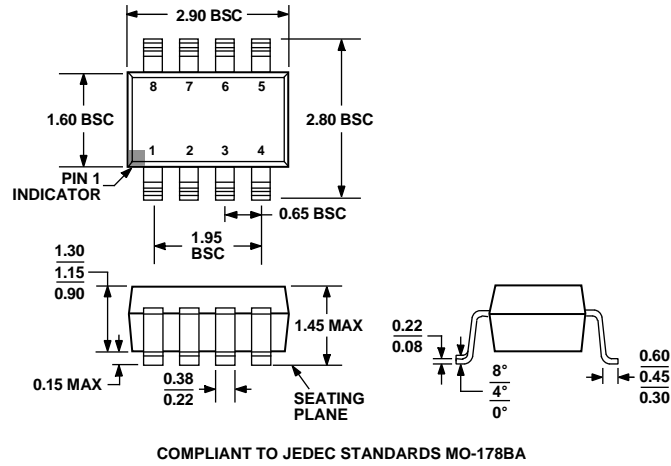 2.90 BSC
8 7 6 5
1.60 BSC
2.80 BSC
1 2 3 4
PIN 1
INDICATOR
0.65 BSC
1.95
BSC
1.30
1.15
0.90
1.45 MAX
0.15 MAX
0.38
0.22
SEATING
PLANE
0.22
0.08
8°
4°
0°
0.60
0.45
0.30
COMPLIANT TO JEDEC STANDARDS MO-178BA